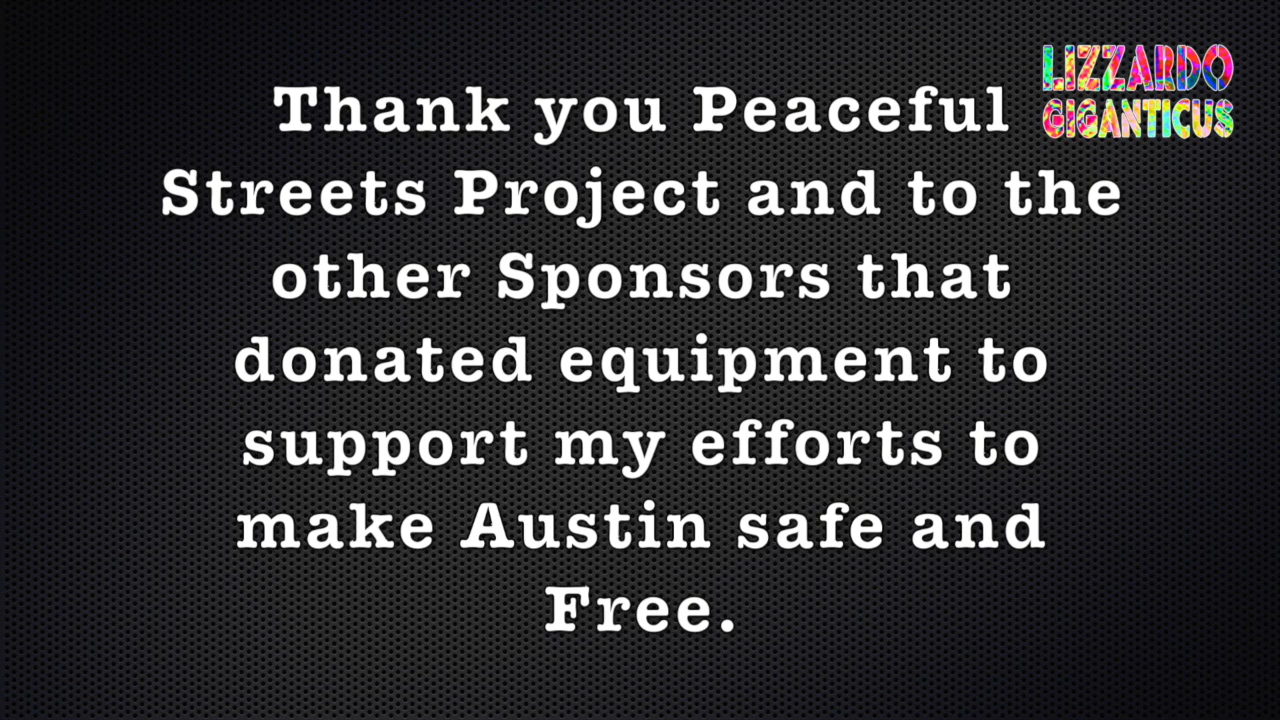 Thank you Peaceful
Streets Project and to the
other Sponsors that
donated equipment to
support my efforts to
make Austin safe and
Free.
LIZZARDO
GIGANTICUS